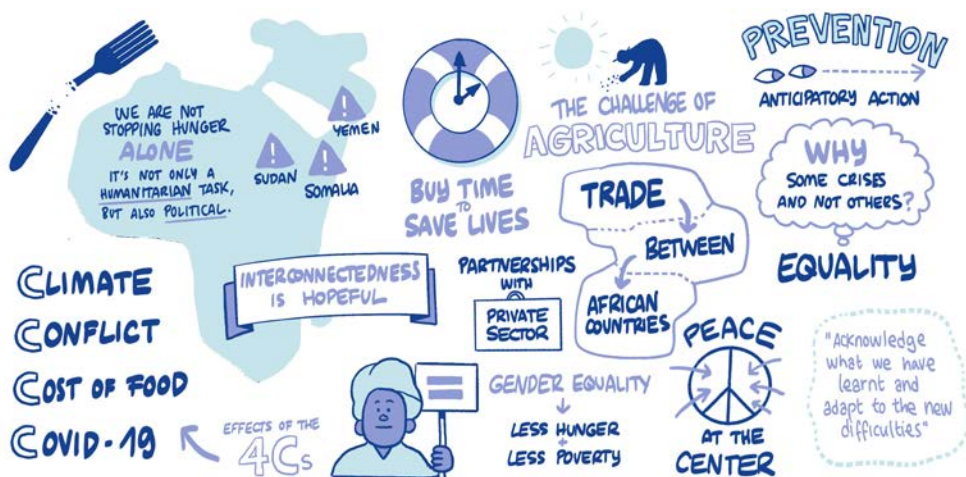 WE ARE NOT
STOPPING HUNGER
ALONE
IT'S NOT ONLY A
HUMANITARIAN TASK,
BUT ALSO POLITICAL.
YEMEN
SUDAN
SOMALIA
BUY TIME
TO
SAVE LIVES
THE CHALLENGE OF
AGRICULTURE
PREVENTION
ANTICIPATORY ACTION
WHY
SOME CRISES
AND NOT OTHERS?
EQUALITY
TRADE
BETWEEN
AFRICAN
COUNTRIES
INTERCONNECTEDNESS
IS HOPEFUL
PARTNERSHIPS
WITH
PRIVATE
SECTOR
CLIMATE
CONFLICT
COST OF FOOD
COVID-19
EFFECTS OF THE
4Cs
GENDER EQUALITY
LESS HUNGER
+
LESS POVERTY
PEACE
AT THE
CENTER
"Acknowledge
what we have
learnt and
adapt to the new
difficulties"